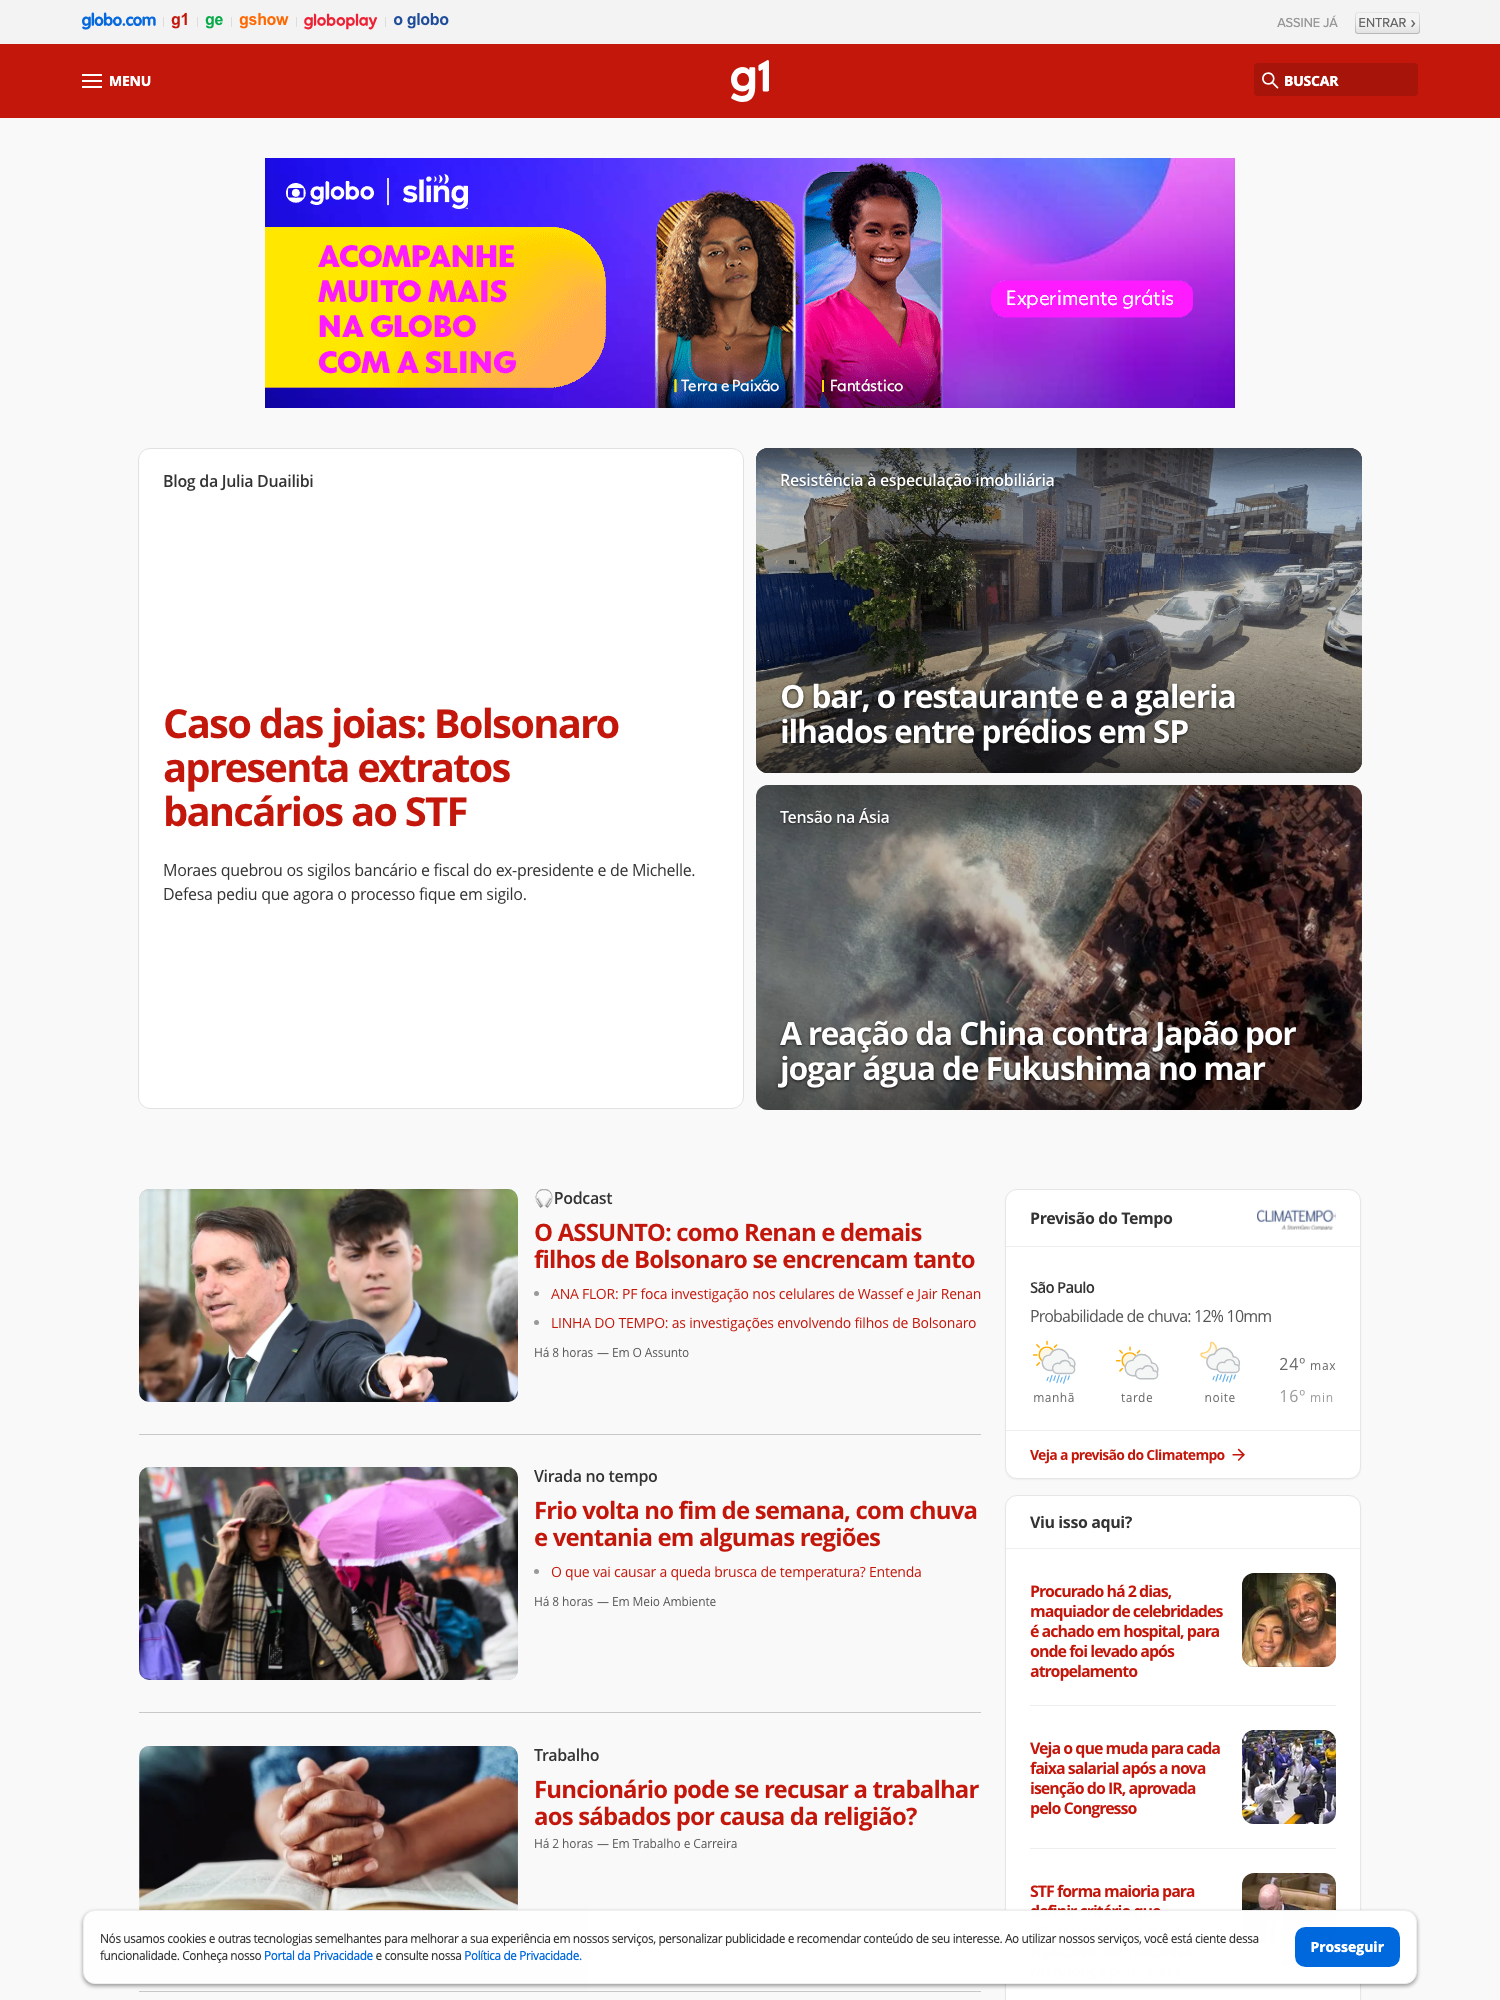 globo.com g1 ge gshow globoplay o globo
ASSINE JÁ ENTRAR ›
MENU
g1
BUSCAR
globo | sling
ACOMPANHE
MUITO MAIS
NA GLOBO
COM A SLING
Terra e Paixão
Fantástico
Experimente grátis
Blog da Julia Duailibi
Caso das joias: Bolsonaro
apresenta extratos
bancários ao STF
Moraes quebrou os sigilos bancário e fiscal do ex-presidente e de Michelle.
Defesa pediu que agora o processo fique em sigilo.
Resistência à especulação imobiliária
O bar, o restaurante e a galeria
ilhados entre prédios em SP
Tensão na Ásia
A reação da China contra Japão por
jogar água de Fukushima no mar
Podcast
O ASSUNTO: como Renan e demais
filhos de Bolsonaro se encrencam tanto
ANA FLOR: PF foca investigação nos celulares de Wassef e Jair Renan
LINHA DO TEMPO: as investigações envolvendo filhos de Bolsonaro
Há 8 horas — Em O Assunto
Virada no tempo
Frio volta no fim de semana, com chuva
e ventania em algumas regiões
O que vai causar a queda brusca de temperatura? Entenda
Há 8 horas — Em Meio Ambiente
Trabalho
Funcionário pode se recusar a trabalhar
aos sábados por causa da religião?
Há 2 horas — Em Trabalho e Carreira
Previsão do Tempo
CLIMATEMPO
A StormGeo Company
São Paulo
Probabilidade de chuva: 12% 10mm
manhã tarde noite
24º max
16º min
Veja a previsão do Climatempo →
Viu isso aqui?
Procurado há 2 dias,
maquiador de celebridades
é achado em hospital, para
onde foi levado após
atropelamento
Veja o que muda para cada
faixa salarial após a nova
isenção do IR, aprovada
pelo Congresso
STF forma maioria para
definir critério que
Nós usamos cookies e outras tecnologias semelhantes para melhorar a sua experiência em nossos serviços, personalizar publicidade e recomendar conteúdo de seu interesse. Ao utilizar nossos serviços, você está ciente dessa
funcionalidade. Conheça nosso Portal da Privacidade e consulte nossa Política de Privacidade.
Prosseguir